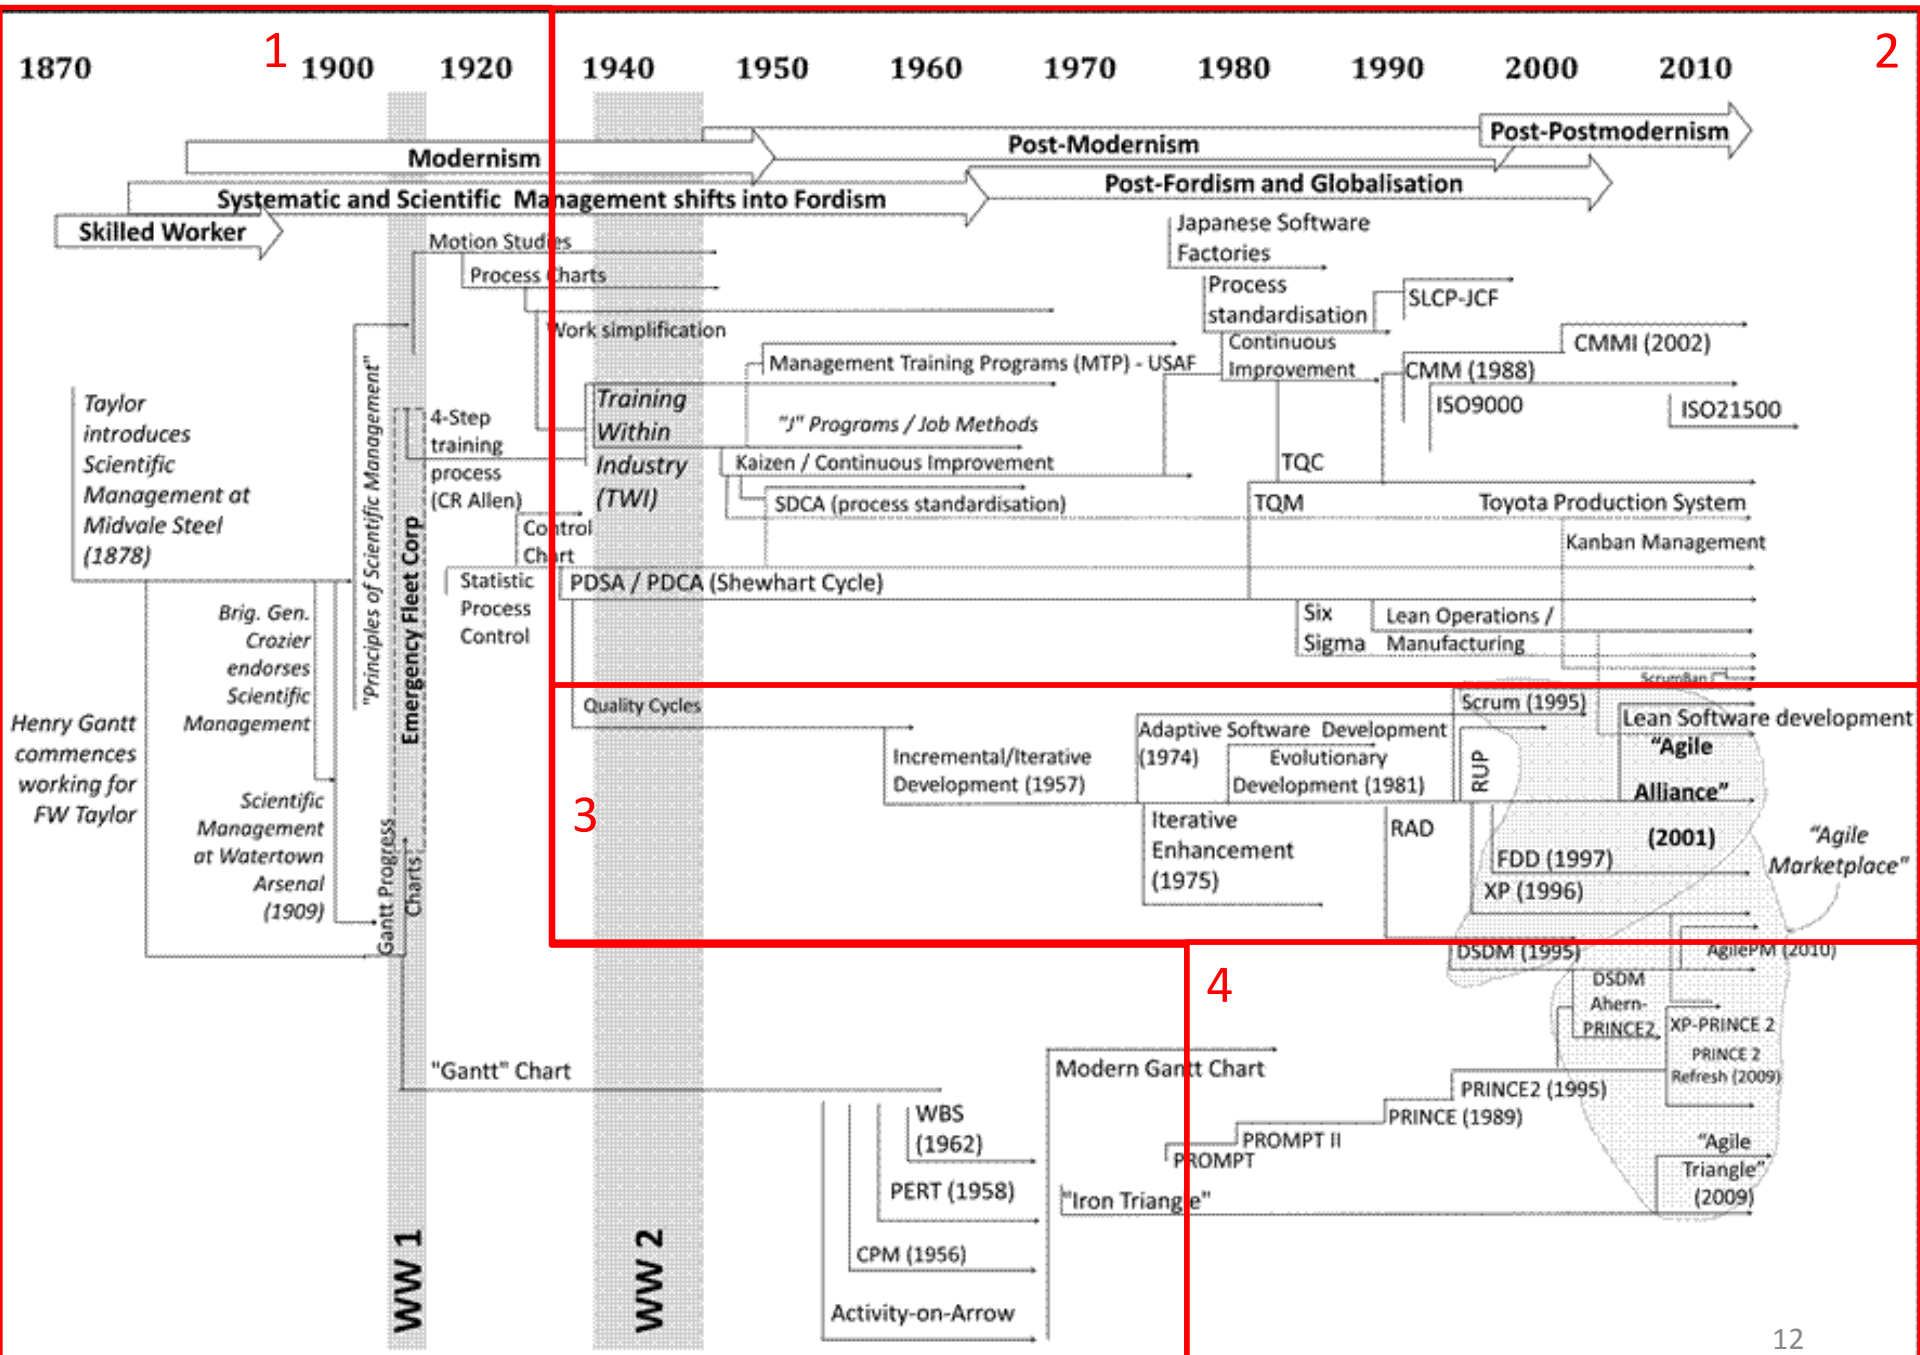 1
2
1870
1900
1920
1940
1950
1960
1970
1980
1990
2000
2010
Post-Postmodernism
Modernism
Post-Modernism
Systematic and Scientific Management shifts into Fordism
Post-Fordism and Globalisation
Skilled Worker
Motion Studies
Process Charts
Work simplification
Japanese Software
Factories
Process
standardisation
SLCP-JCF
Continuous
Improvement
CMMI (2002)
CMM (1988)
Management Training Programs (MTP) - USAF
ISO9000
ISO21500
Taylor
introduces
Scientific
Management at
Midvale Steel
(1878)
"Principles of Scientific Management"
4-Step
training
process
(CR Allen)
Training
Within
Industry
(TWI)
"J" Programs / Job Methods
Kaizen / Continuous Improvement
TQC
SDCA (process standardisation)
TQM
Toyota Production System
Control
Chart
Kanban Management
Emergency Fleet Corp
Statistic
Process
Control
PDSA / PDCA (Shewhart Cycle)
Six
Sigma
Lean Operations /
Manufacturing
ScrumBan
Brig. Gen.
Crozier
endorses
Scientific
Management
Henry Gantt
commences
working for
FW Taylor
Scientific
Management
at Watertown
Arsenal
(1909)
Gantt Progress
Charts
3
Quality Cycles
Incremental/Iterative
Development (1957)
Adaptive Software Development
(1974)
Evolutionary
Development (1981)
Scrum (1995)
RUP
Lean Software development
“Agile
Alliance”
(2001)
Iterative
Enhancement
(1975)
RAD
FDD (1997)
XP (1996)
“Agile
Marketplace”
4
DSDM (1995)
AgilePM (2010)
DSDM
Ahern-
PRINCE2
XP-PRINCE 2
PRINCE 2
Refresh (2009)
"Gantt" Chart
Modern Gantt Chart
PRINCE2 (1995)
PRINCE (1989)
PROMPT II
PROMPT
WBS
(1962)
PERT (1958)
CPM (1956)
Activity-on-Arrow
"Iron Triangle"
“Agile
Triangle”
(2009)
WW 1
WW 2
12